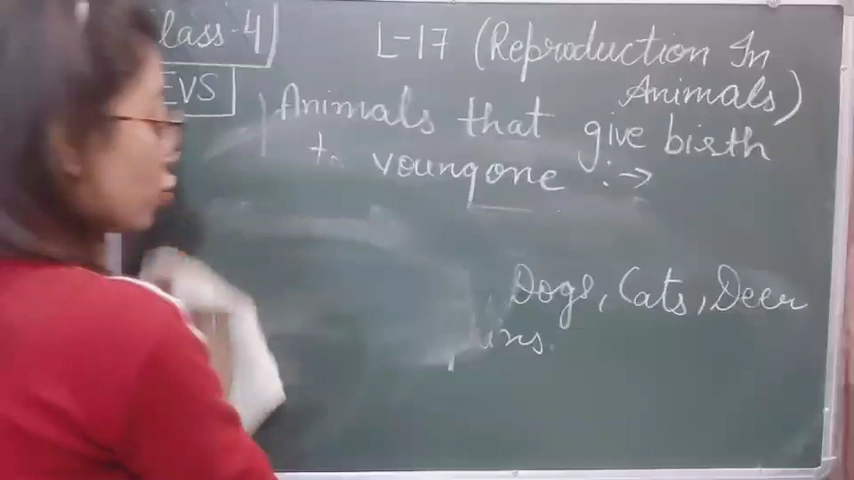 Class-4
EVS
L-17 (Reproduction In
Animals)
Animals that give birth
to young one :→
Dogs, Cats, Deer